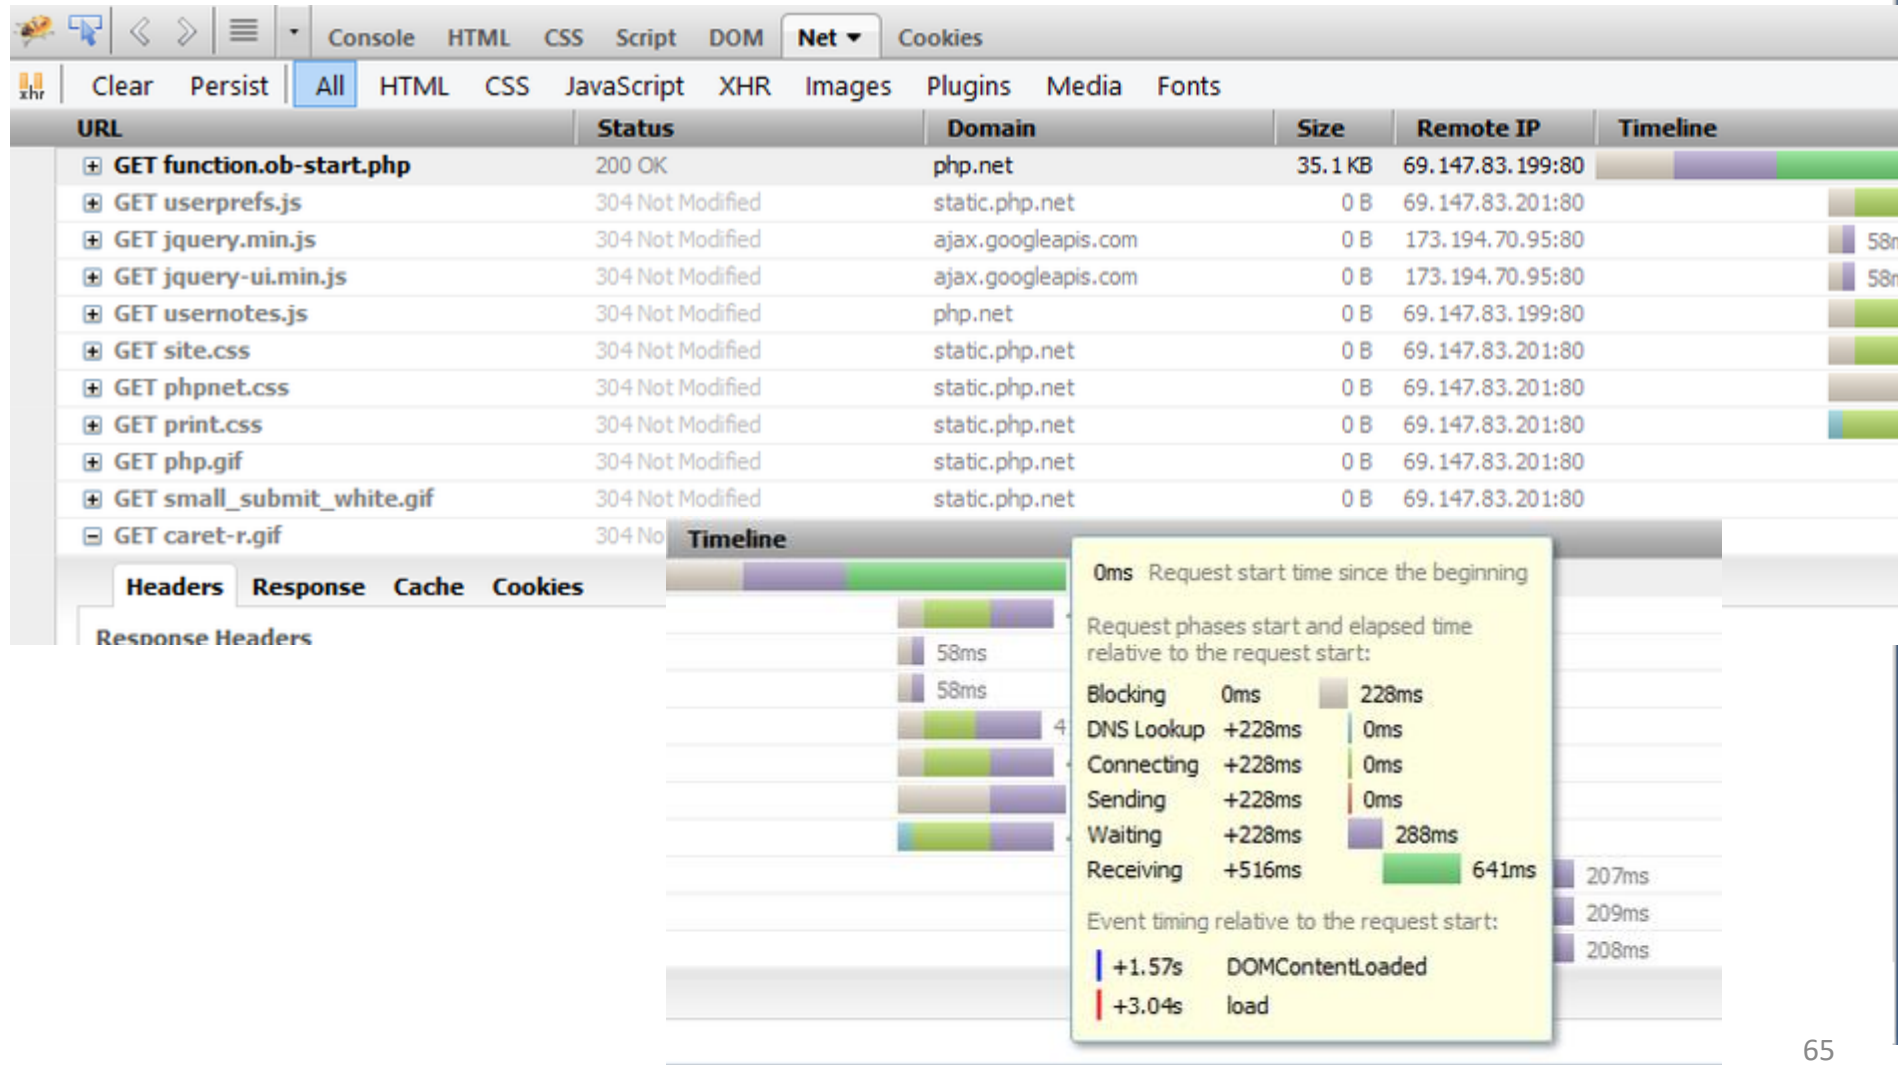 Console HTML CSS Script DOM Net Cookies
xhr Clear Persist All HTML CSS JavaScript XHR Images Plugins Media Fonts
URL Status Domain Size Remote IP Timeline
GET function.ob-start.php 200 OK php.net 35.1 KB 69.147.83.199:80
GET userprefs.js 304 Not Modified static.php.net 0 B 69.147.83.201:80
GET jquery.min.js 304 Not Modified ajax.googleapis.com 0 B 173.194.70.95:80 58m
GET jquery-ui.min.js 304 Not Modified ajax.googleapis.com 0 B 173.194.70.95:80 58m
GET usernotes.js 304 Not Modified php.net 0 B 69.147.83.199:80
GET site.css 304 Not Modified static.php.net 0 B 69.147.83.201:80
GET phpnet.css 304 Not Modified static.php.net 0 B 69.147.83.201:80
GET print.css 304 Not Modified static.php.net 0 B 69.147.83.201:80
GET php.gif 304 Not Modified static.php.net 0 B 69.147.83.201:80
GET small_submit_white.gif 304 Not Modified static.php.net 0 B 69.147.83.201:80
GET caret-r.gif 304 No
Headers Response Cache Cookies
Response Headers
Timeline
58ms
58ms
4
207ms
209ms
208ms
0ms Request start time since the beginning
Request phases start and elapsed time
relative to the request start:
Blocking 0ms 228ms
DNS Lookup +228ms 0ms
Connecting +228ms 0ms
Sending +228ms 0ms
Waiting +228ms 288ms
Receiving +516ms 641ms
Event timing relative to the request start:
+1.57s DOMContentLoaded
+3.04s load
65